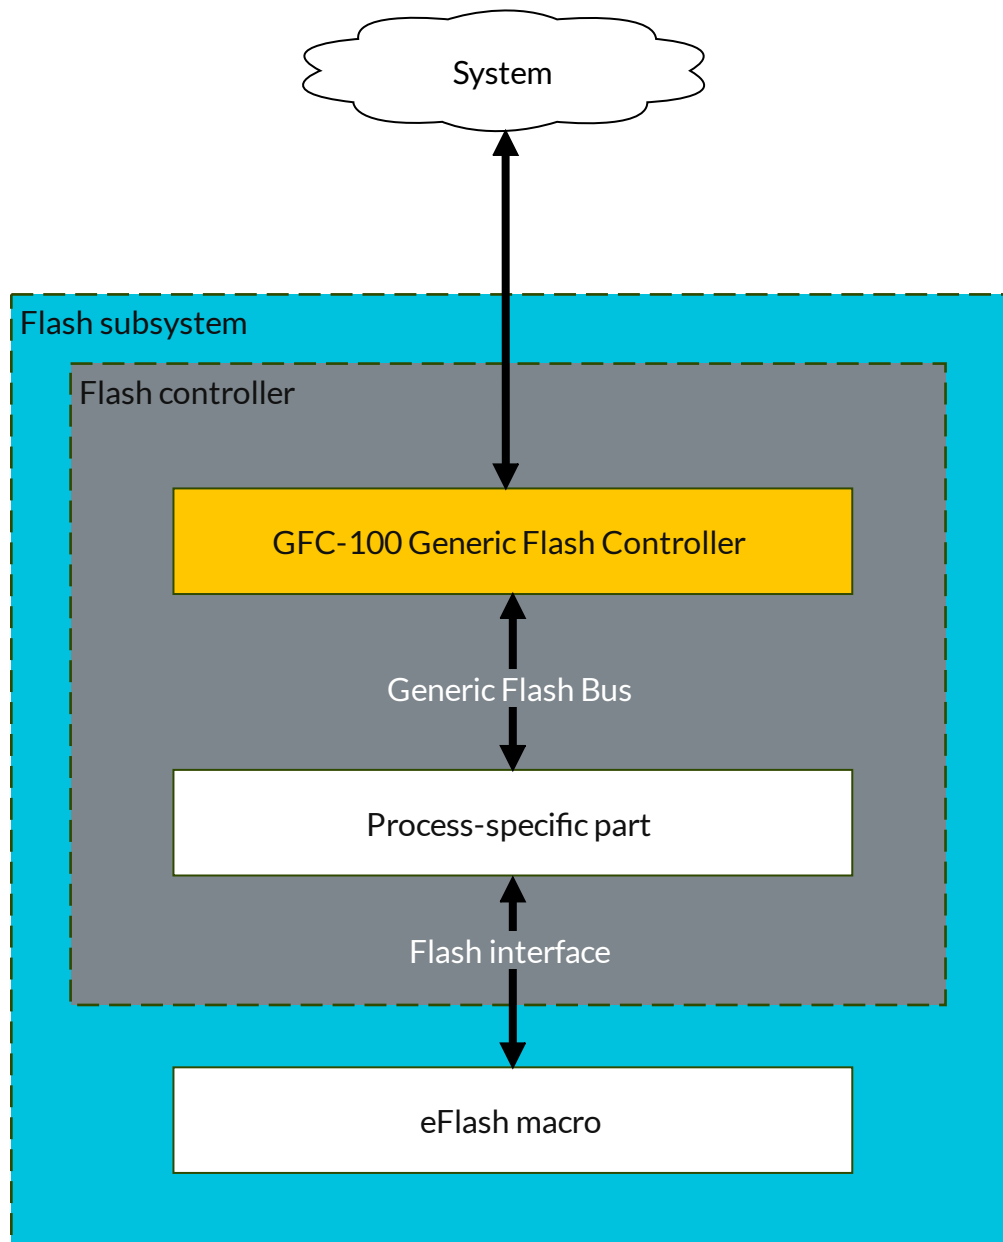 System
Flash subsystem
Flash controller
GFC-100 Generic Flash Controller
Generic Flash Bus
Process-specific part
Flash interface
eFlash macro